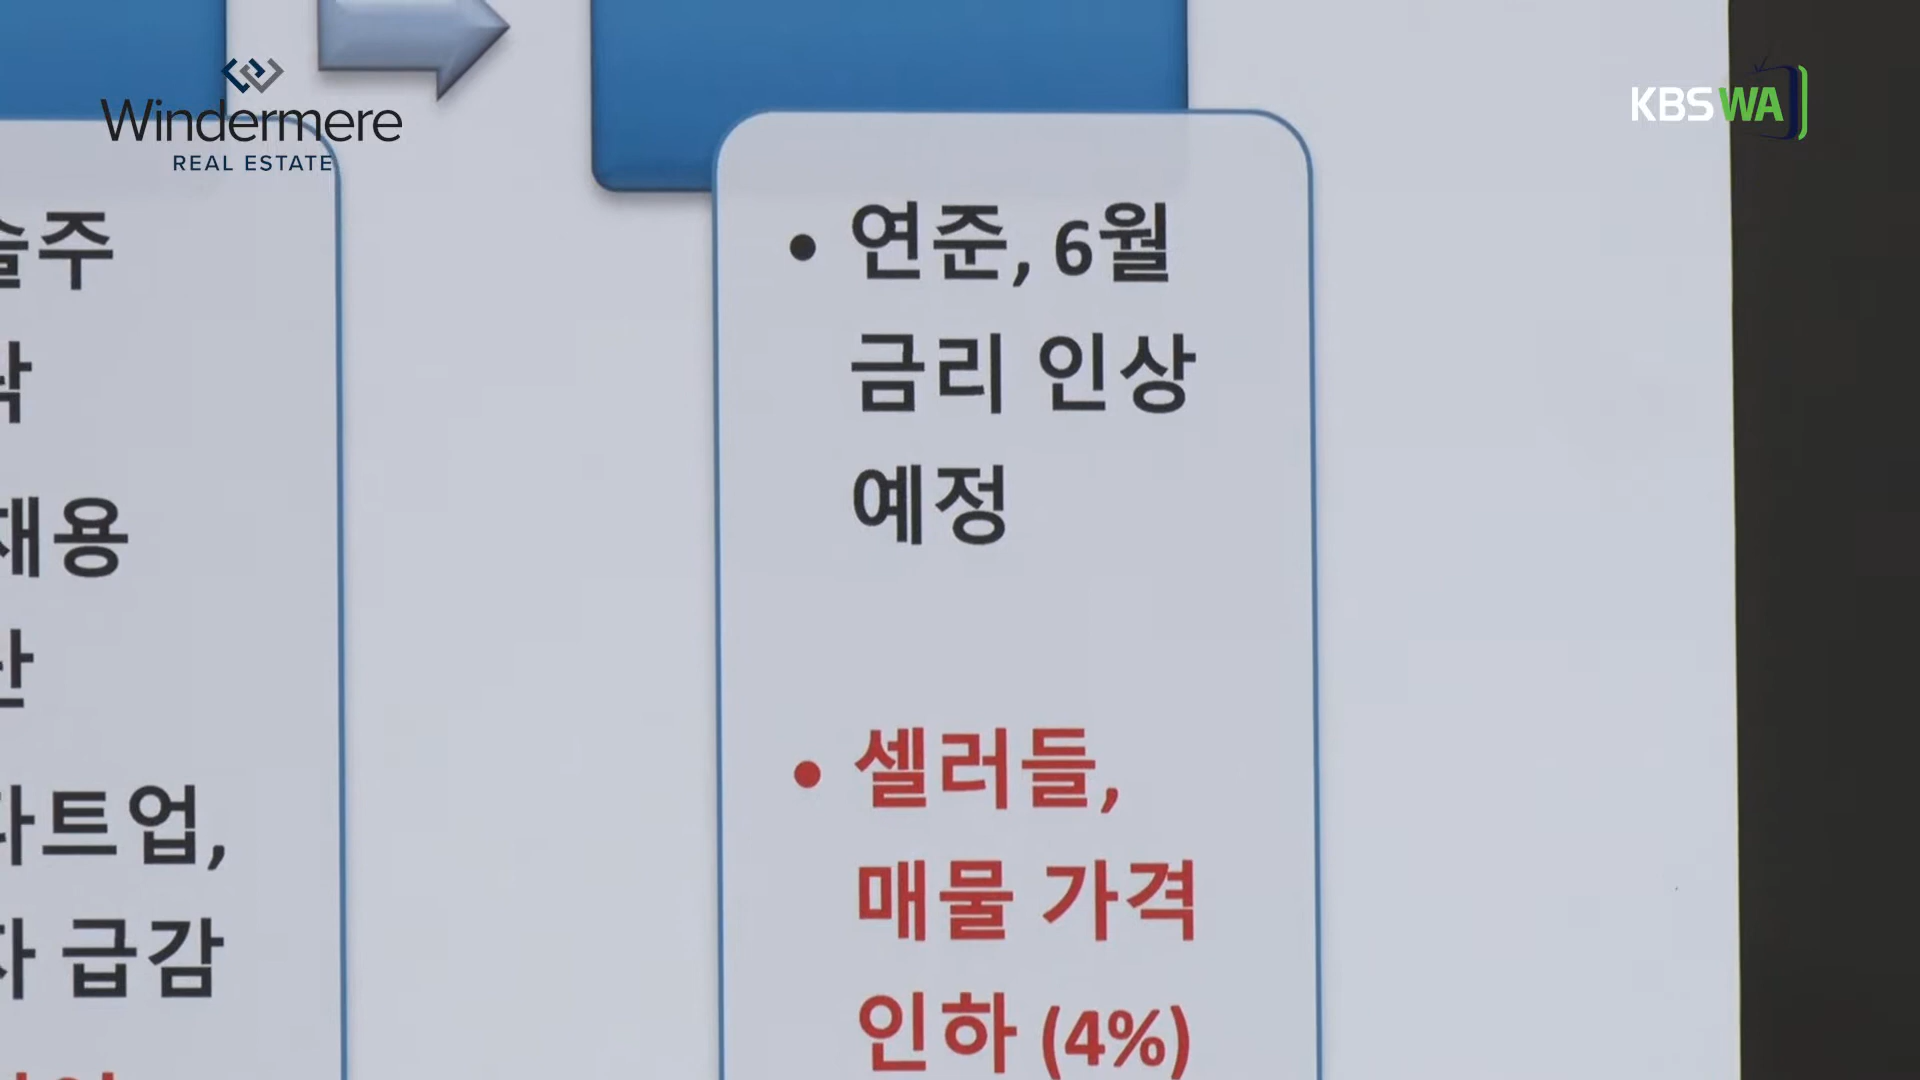 Windermere
REAL ESTATE
KBS WA
주
채용
트업,
급감
• 연준, 6월
금리 인상
예정
• 셀러들,
매물 가격
인하 (4%)